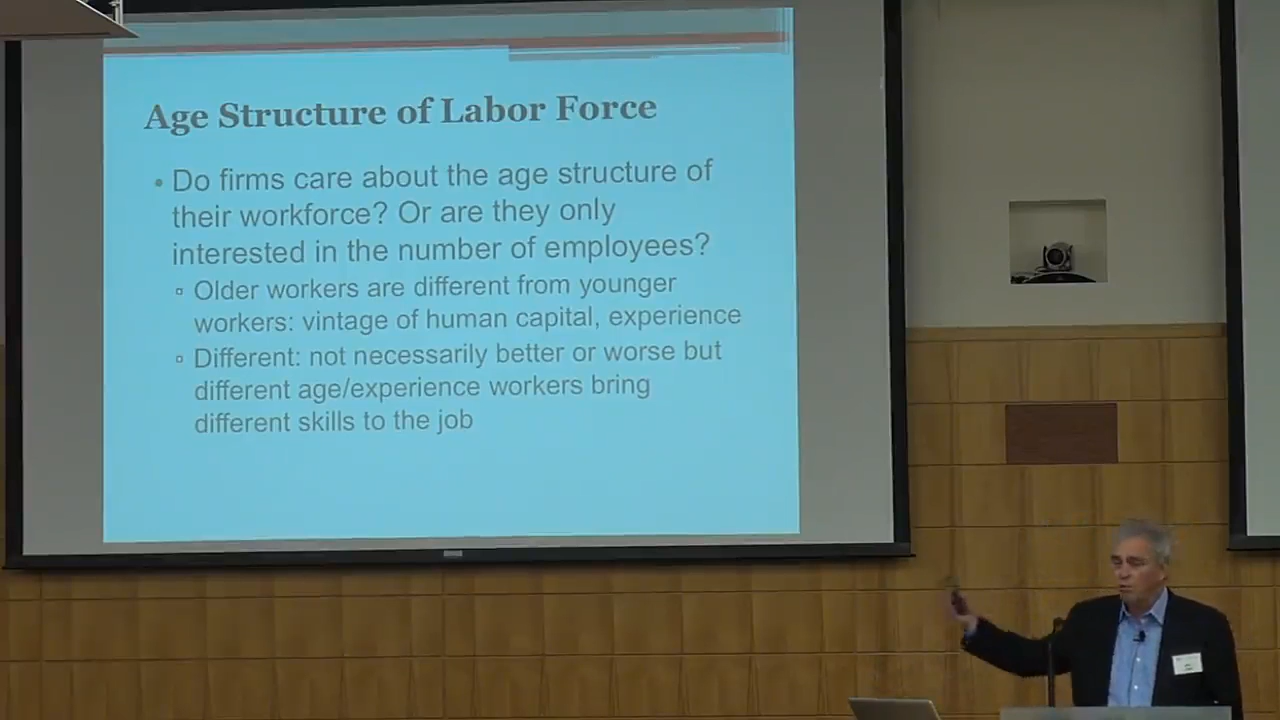 Age Structure of Labor Force
• Do firms care about the age structure of
their workforce? Or are they only
interested in the number of employees?
▫ Older workers are different from younger
workers: vintage of human capital, experience
▫ Different: not necessarily better or worse but
different age/experience workers bring
different skills to the job